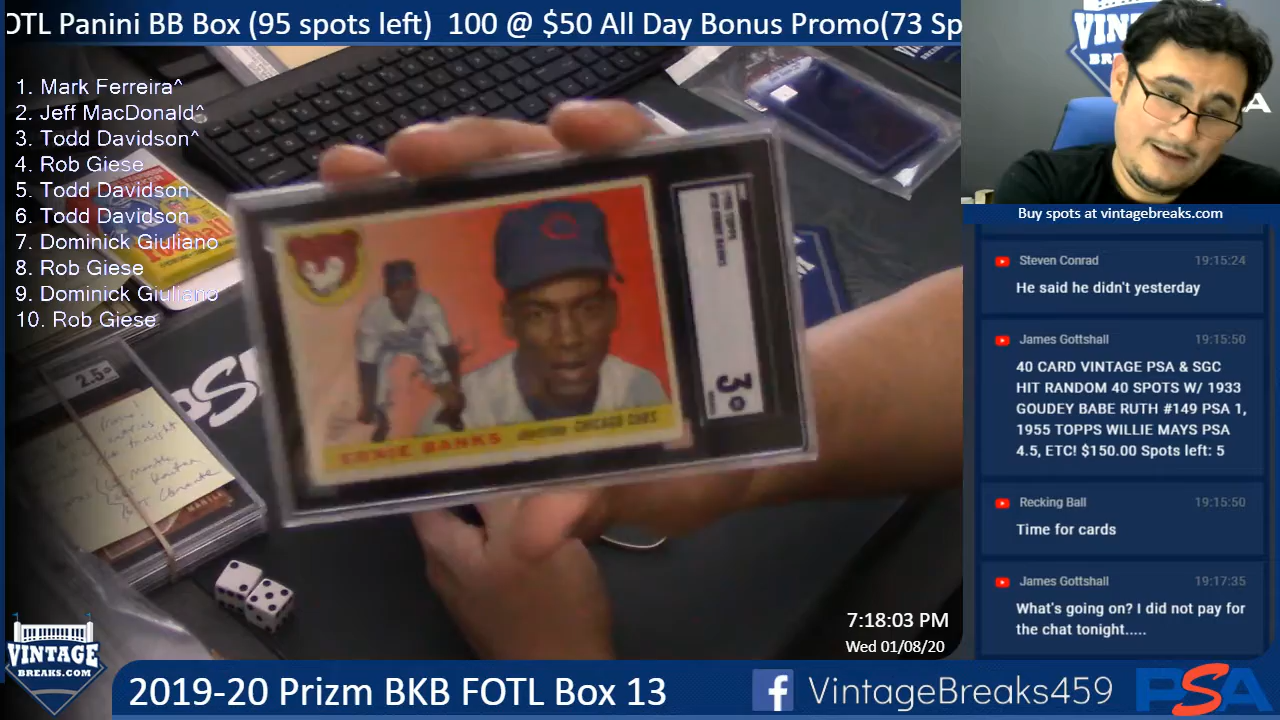 OTL Panini BB Box (95 spots left) 100 @ $50 All Day Bonus Promo(73 Sp
1. Mark Ferreira^
2. Jeff MacDonald^
3. Todd Davidson^
4. Rob Giese
5. Todd Davidson
6. Todd Davidson
7. Dominick Giuliano
8. Rob Giese
9. Dominick Giuliano
10. Rob Giese
2.5
ERNIE BANKS CHICAGO CUBS
3
MANTLE
7:18:03 PM
Wed 01/08/20
VINTAGE
BREAKS.COM
2019-20 Prizm BKB FOTL Box 13
VintageBreaks459
PSA
Buy spots at vintagebreaks.com
Steven Conrad 19:15:24
He said he didn't yesterday
James Gottshall 19:15:50
40 CARD VINTAGE PSA & SGC
HIT RANDOM 40 SPOTS W/ 1933
GOUDEY BABE RUTH #149 PSA 1,
1955 TOPPS WILLIE MAYS PSA
4.5, ETC! $150.00 Spots left: 5
Recking Ball 19:15:50
Time for cards
James Gottshall 19:17:35
What's going on? I did not pay for
the chat tonight.....